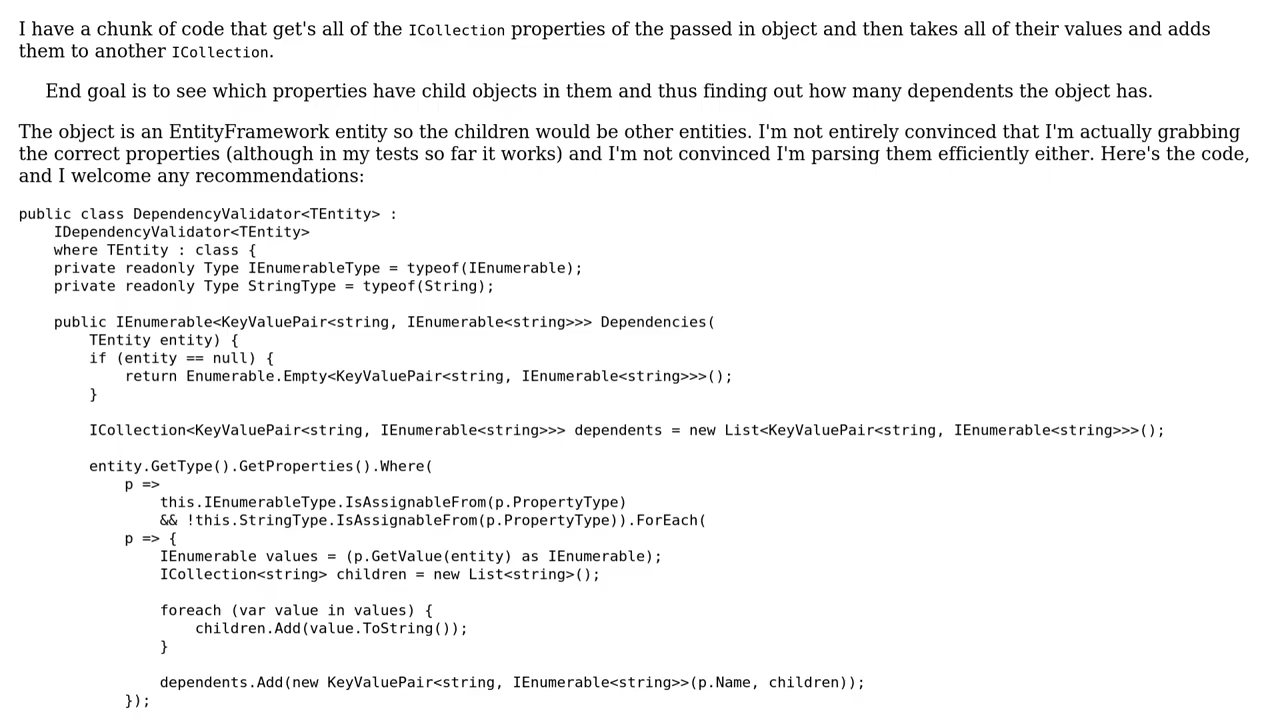 I have a chunk of code that get's all of the ICollection properties of the passed in object and then takes all of their values and adds
them to another ICollection.
End goal is to see which properties have child objects in them and thus finding out how many dependents the object has.
The object is an EntityFramework entity so the children would be other entities. I'm not entirely convinced that I'm actually grabbing
the correct properties (although in my tests so far it works) and I'm not convinced I'm parsing them efficiently either. Here's the code,
and I welcome any recommendations:
public class DependencyValidator<TEntity> :
    IDependencyValidator<TEntity>
    where TEntity : class {
    private readonly Type IEnumerableType = typeof(IEnumerable);
    private readonly Type StringType = typeof(String);
    public IEnumerable<KeyValuePair<string, IEnumerable<string>>> Dependencies(
        TEntity entity) {
        if (entity == null) {
            return Enumerable.Empty<KeyValuePair<string, IEnumerable<string>>>();
        }
        ICollection<KeyValuePair<string, IEnumerable<string>>> dependents = new List<KeyValuePair<string, IEnumerable<string>>>();
        entity.GetType().GetProperties().Where(
            p =>
                this.IEnumerableType.IsAssignableFrom(p.PropertyType)
                && !this.StringType.IsAssignableFrom(p.PropertyType)).ForEach(
            p => {
                IEnumerable values = (p.GetValue(entity) as IEnumerable);
                ICollection<string> children = new List<string>();
                foreach (var value in values) {
                    children.Add(value.ToString());
                }
                dependents.Add(new KeyValuePair<string, IEnumerable<string>>(p.Name, children));
            });